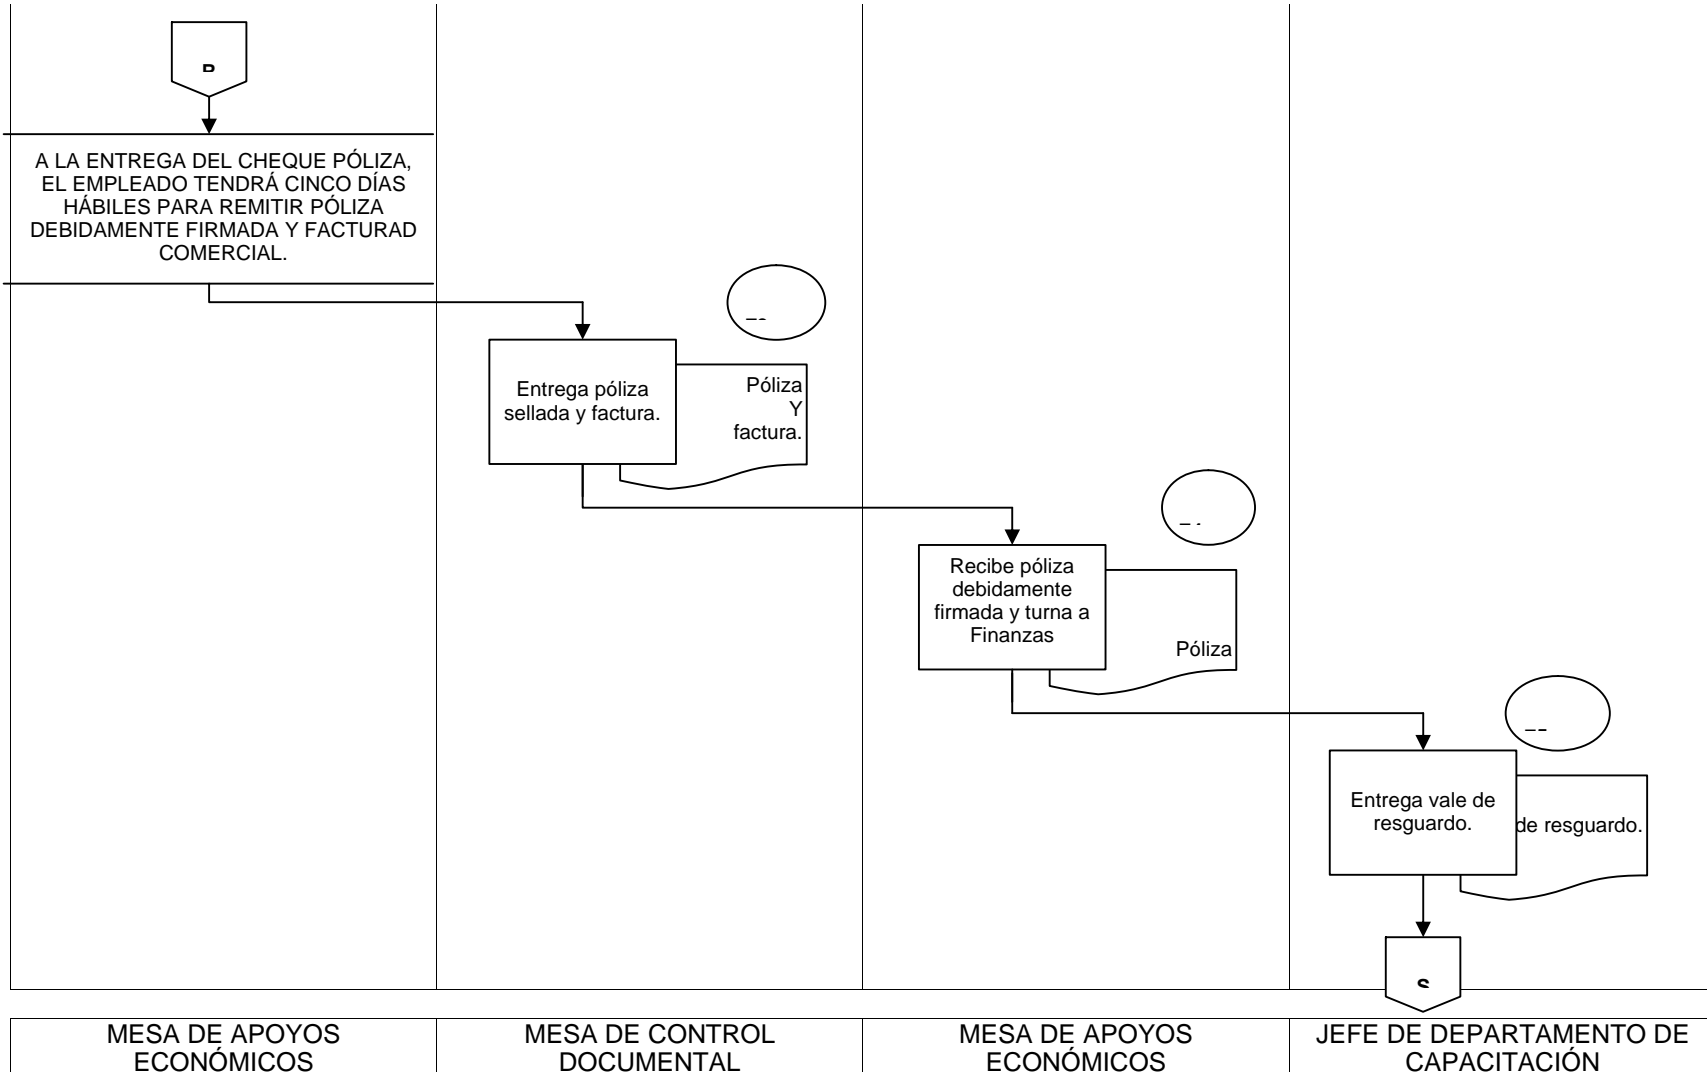 A LA ENTREGA DEL CHEQUE PÓLIZA,
EL EMPLEADO TENDRÁ CINCO DÍAS
HÁBILES PARA REMITIR PÓLIZA
DEBIDAMENTE FIRMADA Y FACTURAD
COMERCIAL.
Entrega póliza
sellada y factura.
Póliza
Y
factura.
Recibe póliza
debidamente
firmada y turna a
Finanzas
Póliza
Entrega vale de
resguardo.
de resguardo.
S
MESA DE APOYOS
ECONÓMICOS
MESA DE CONTROL
DOCUMENTAL
MESA DE APOYOS
ECONÓMICOS
JEFE DE DEPARTAMENTO DE
CAPACITACIÓN